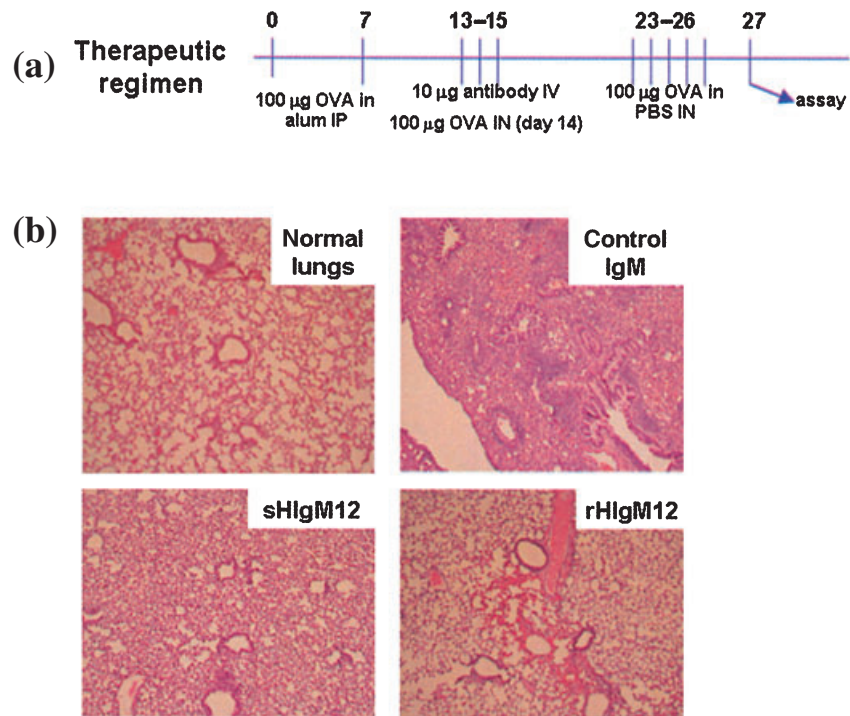 (a)
Therapeutic
regimen
0 7 13–15 23–26 27
100 µg OVA in
alum IP
10 µg antibody IV
100 µg OVA IN (day 14)
100 µg OVA in
PBS IN
assay
(b)
Normal
lungs
Control
IgM
sHIgM12
rHIgM12